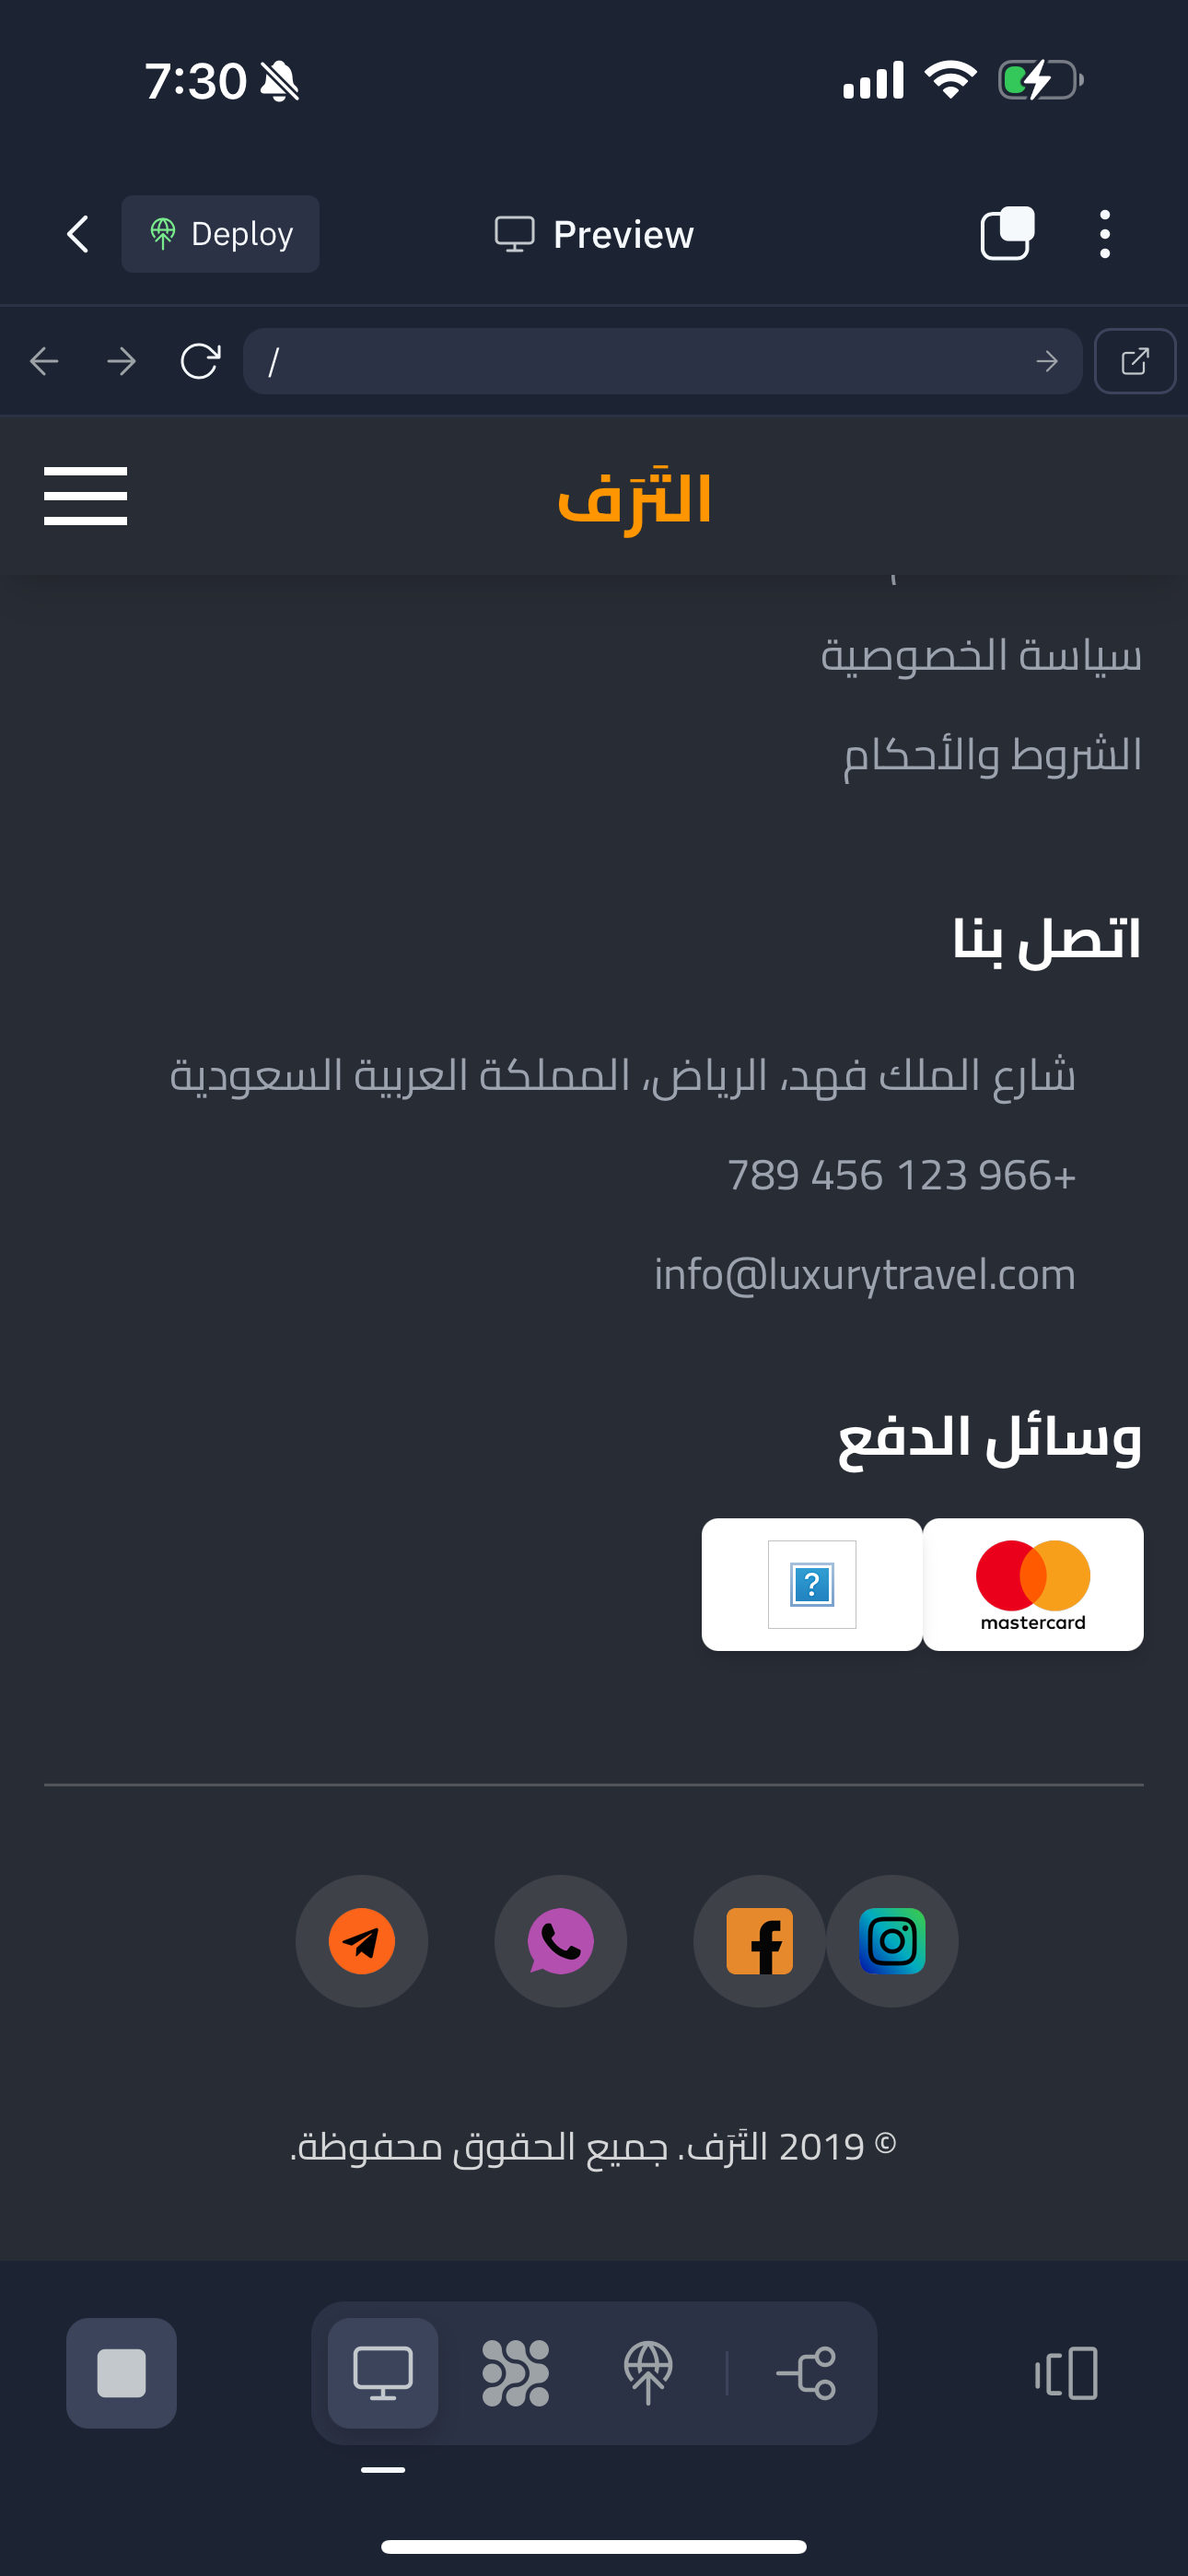 7:30
Deploy
Preview
/
التَرَف
سياسة الخصوصية
الشروط والأحكام
اتصل بنا
شارع الملك فهد، الرياض، المملكة العربية السعودية
+966 123 456 789
info@luxurytravel.com
وسائل الدفع
mastercard
© 2019 التَرَف. جميع الحقوق محفوظة.